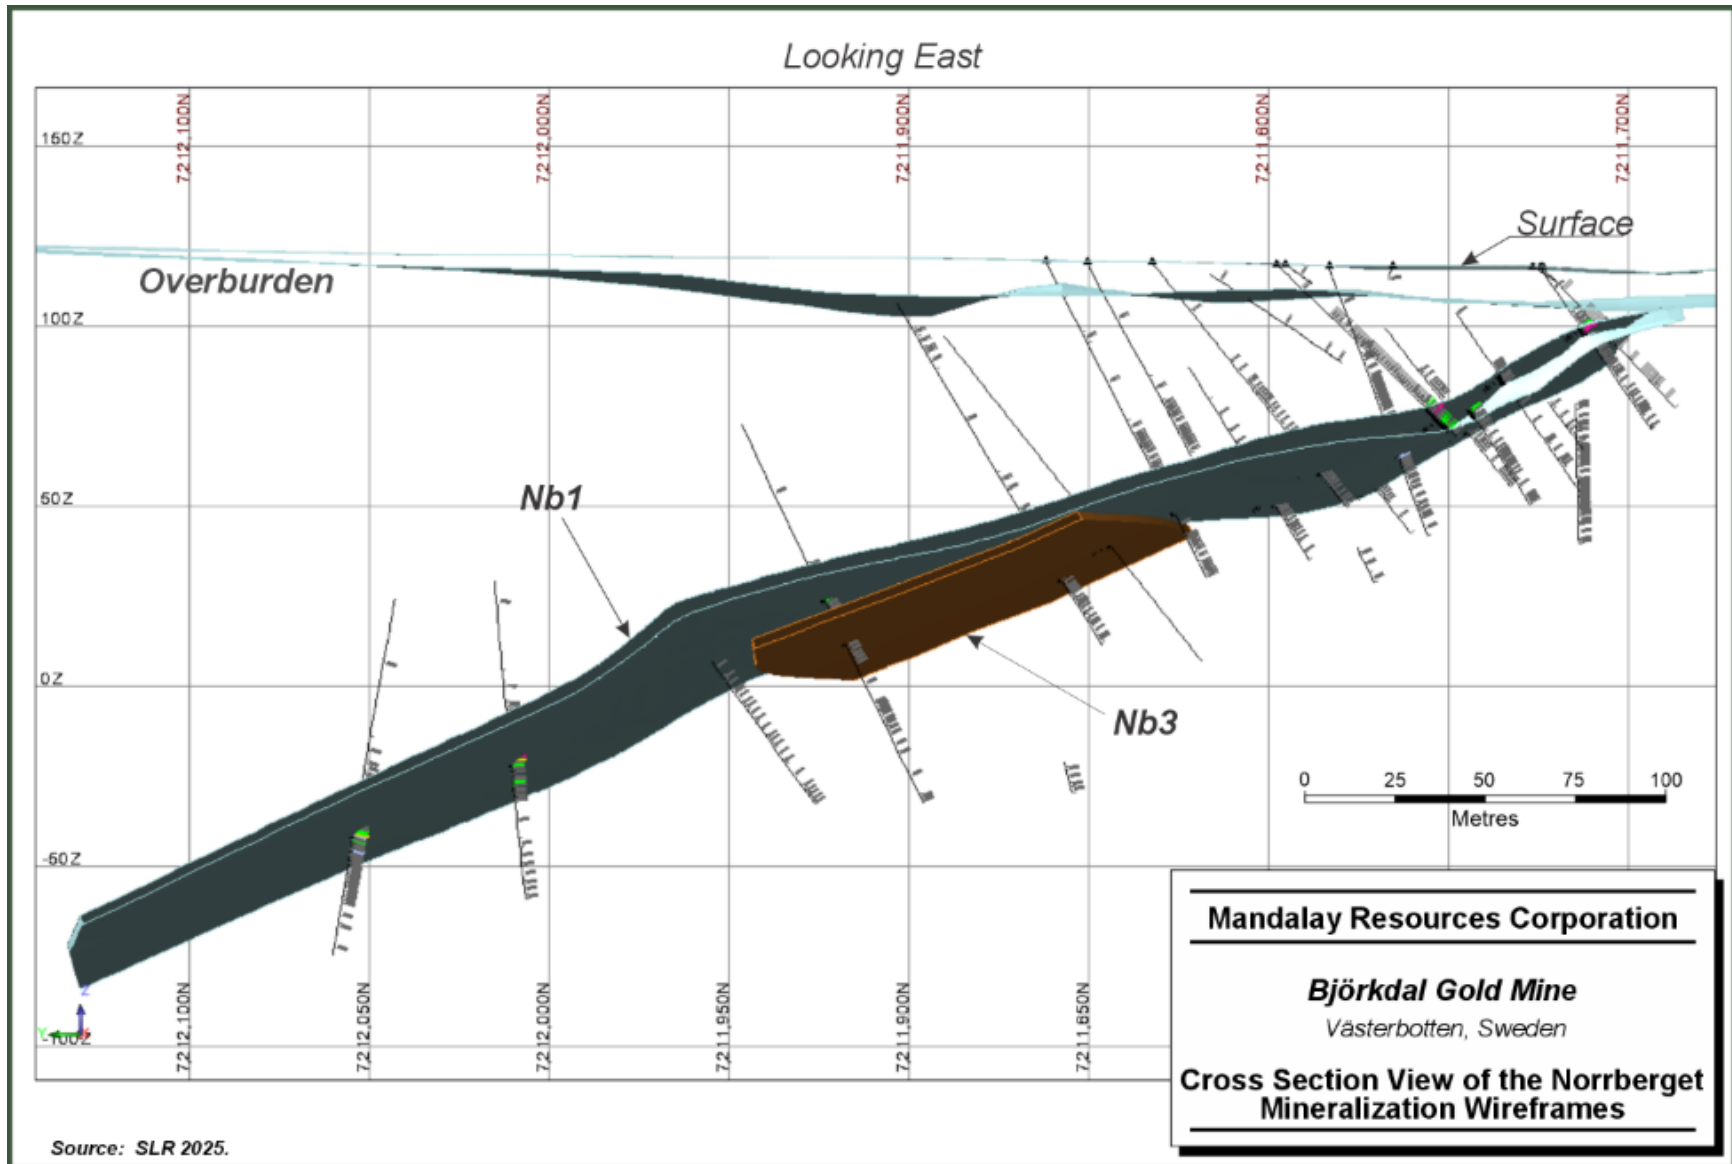 Looking East
7,212,100N
7,212,000N
7,211,900N
7,211,800N
7,211,700N
150Z
Surface
Overburden
100Z
50Z
Nb1
0Z
Nb3
0 25 50 75 100
Metres
-50Z
Mandalay Resources Corporation
Björkdal Gold Mine
Västerbotten, Sweden
Cross Section View of the Norrberget
Mineralization Wireframes
Z
Y X
-100Z
7,212,100N
7,212,050N
7,212,000N
7,211,950N
7,211,900N
7,211,850N
Source: SLR 2025.